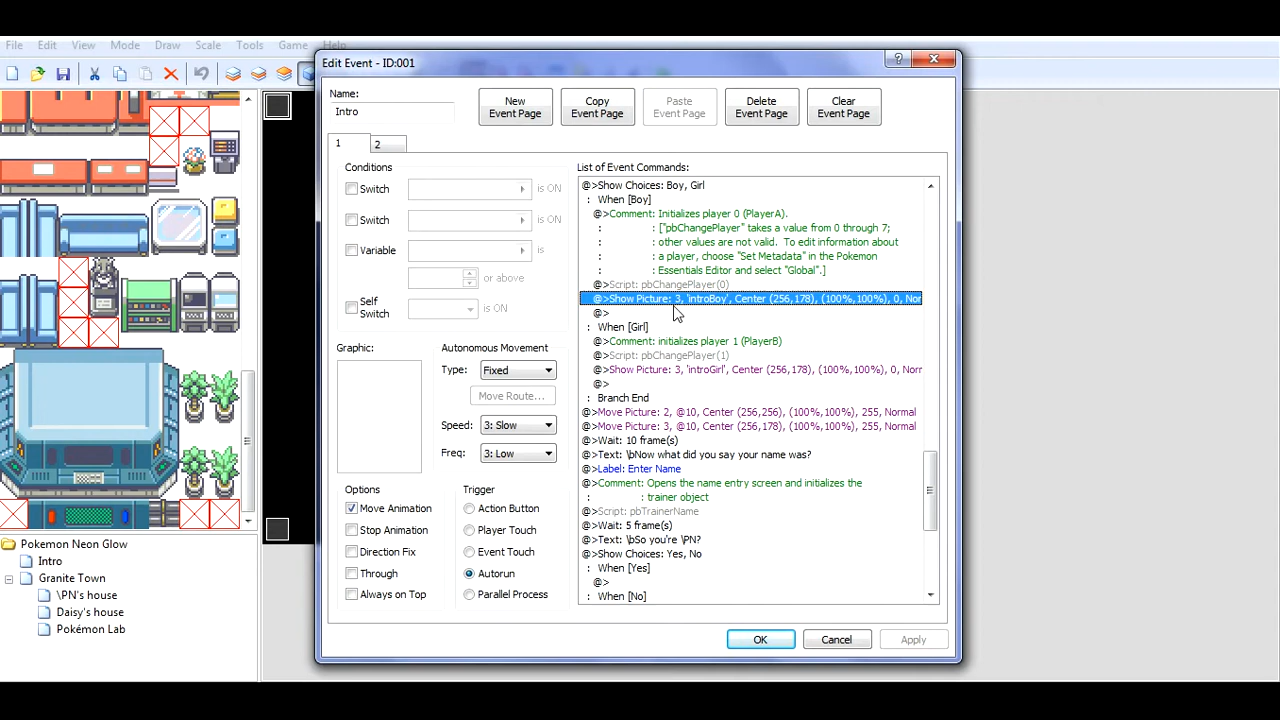 File Edit View Mode Draw Scale Tools Game Help
Edit Event - ID:001
Name:
Intro
New Event Page
Copy Event Page
Paste Event Page
Delete Event Page
Clear Event Page
1 2
Conditions
Switch is ON
Switch is ON
Variable is
or above
Self Switch is ON
Graphic:
Autonomous Movement
Type: Fixed
Move Route...
Speed: 3: Slow
Freq: 3: Low
Options
Move Animation
Stop Animation
Direction Fix
Through
Always on Top
Trigger
Action Button
Player Touch
Event Touch
Autorun
Parallel Process
List of Event Commands:
@>Show Choices: Boy, Girl
: When [Boy]
@>Comment: Initializes player 0 (PlayerA).
: : ["pbChangePlayer" takes a value from 0 through 7;
: : other values are not valid. To edit information about
: : a player, choose "Set Metadata" in the Pokemon
: : Essentials Editor and select "Global".]
@>Script: pbChangePlayer(0)
@>Show Picture: 3, 'introBoy', Center (256,178), (100%,100%), 0, Nor
@>
: When [Girl]
@>Comment: initializes player 1 (PlayerB)
@>Script: pbChangePlayer(1)
@>Show Picture: 3, 'introGirl', Center (256,178), (100%,100%), 0, Norr
@>
: Branch End
@>Move Picture: 2, @10, Center (256,256), (100%,100%), 255, Normal
@>Move Picture: 3, @10, Center (256,178), (100%,100%), 255, Normal
@>Wait: 10 frame(s)
@>Text: \bNow what did you say your name was?
@>Label: Enter Name
@>Comment: Opens the name entry screen and initializes the
: : trainer object
@>Script: pbTrainerName
@>Wait: 5 frame(s)
@>Text: \bSo you're \PN?
@>Show Choices: Yes, No
: When [Yes]
@>
: When [No]
OK Cancel Apply
Pokemon Neon Glow
Intro
Granite Town
\PN's house
Daisy's house
Pokémon Lab